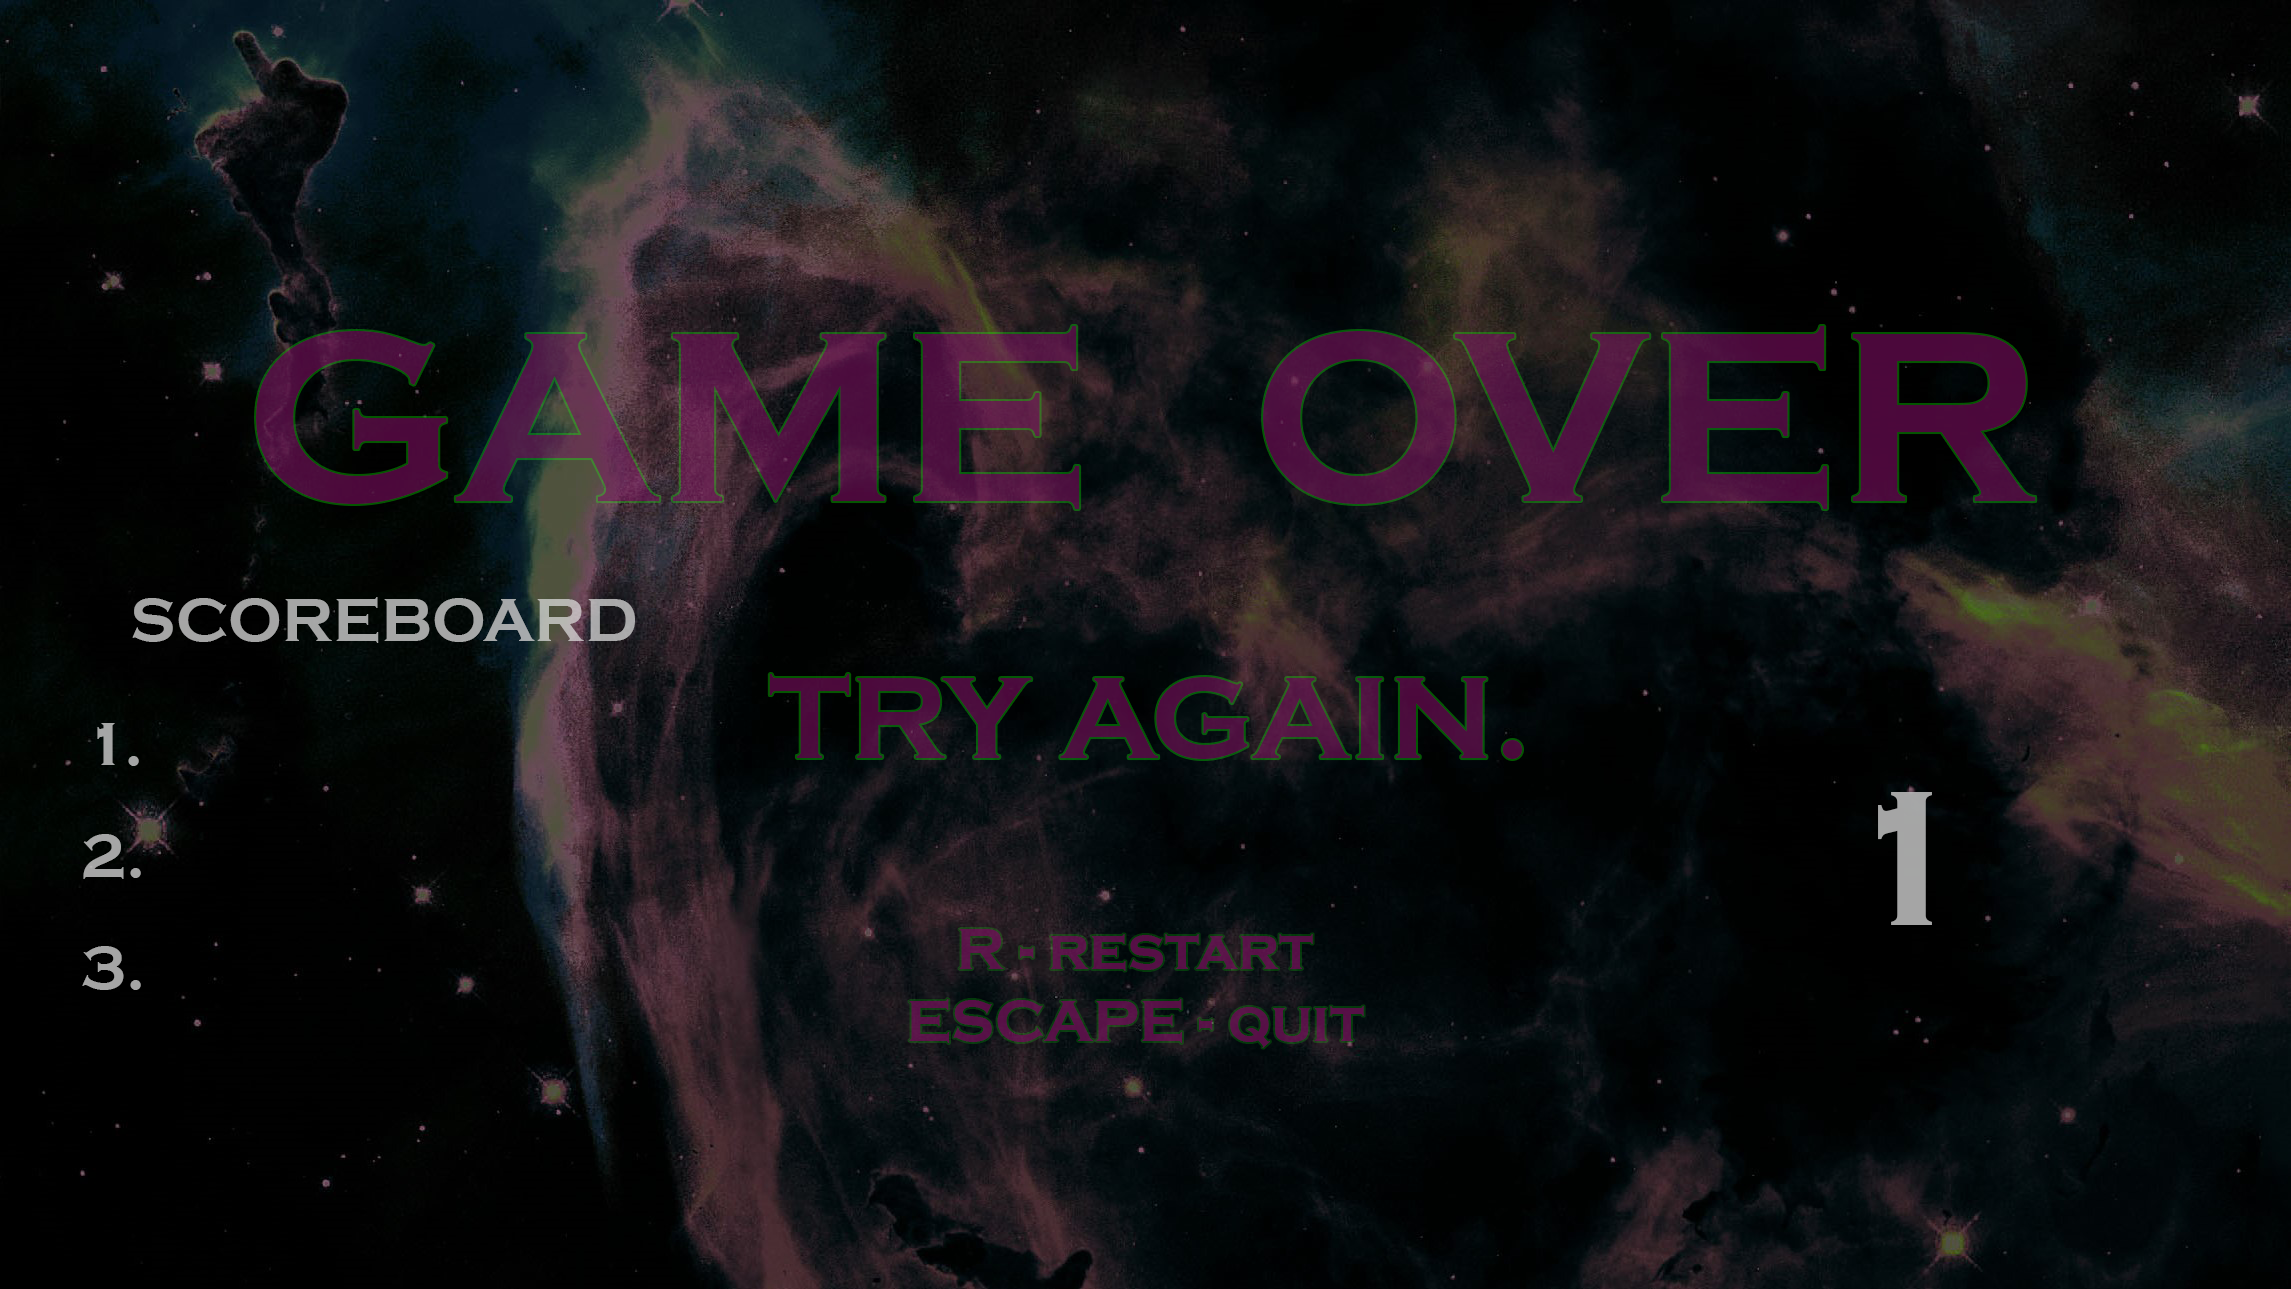 GAME OVER
SCOREBOARD
TRY AGAIN.
1.
2.
3.
1
R - RESTART
ESCAPE - QUIT